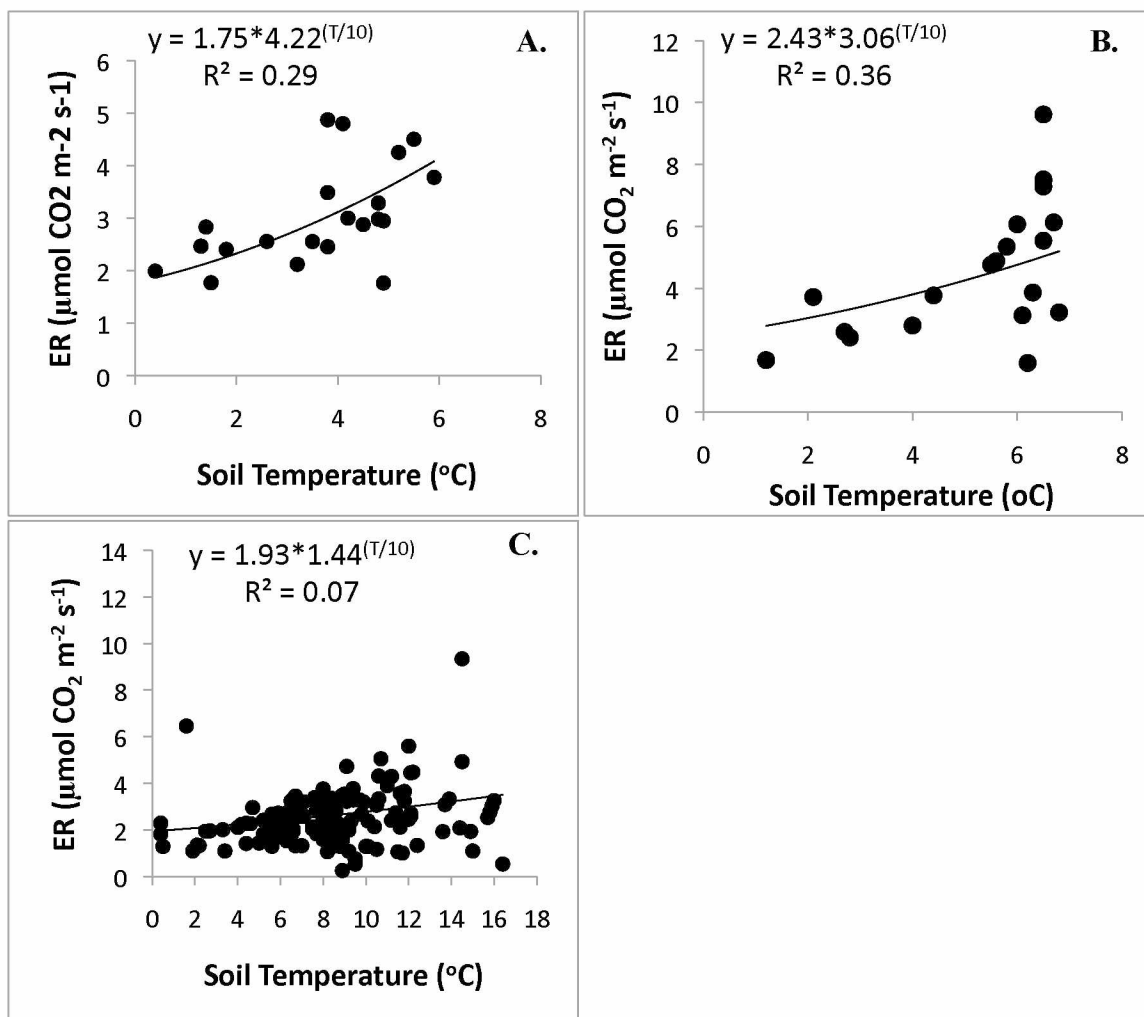 y = 1.75*4.22^(T/10)
R² = 0.29
A.
ER (μmol CO2 m-2 s-1)
6
5
4
3
2
1
0
0 2 4 6 8
Soil Temperature (°C)
y = 2.43*3.06^(T/10)
R² = 0.36
B.
ER (μmol CO₂ m⁻² s⁻¹)
12
10
8
6
4
2
0
0 2 4 6 8
Soil Temperature (oC)
y = 1.93*1.44^(T/10)
R² = 0.07
C.
ER (μmol CO₂ m⁻² s⁻¹)
14
12
10
8
6
4
2
0
0 2 4 6 8 10 12 14 16 18
Soil Temperature (°C)